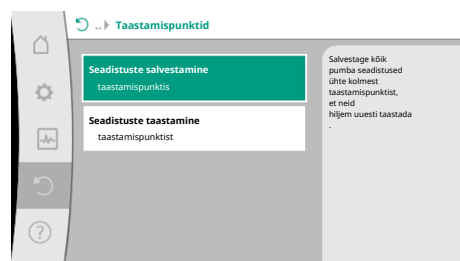 ..  Taastamispunktid
Seadistuste salvestamine
taastamispunktis
Seadistuste taastamine
taastamispunktist
Salvestage kõik
pumba seadistused
ühte kolmest
taastamispunktist,
et neid
hiljem uuesti taastada
.
?